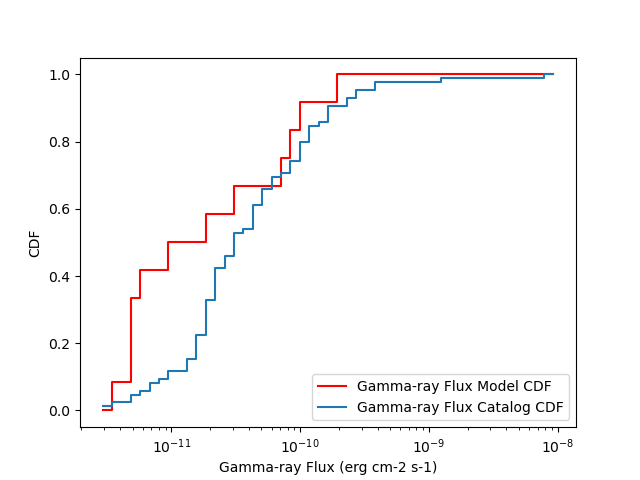 1.0
0.8
0.6
0.4
0.2
0.0
CDF
10⁻¹¹ 10⁻¹⁰ 10⁻⁹ 10⁻⁸
Gamma-ray Flux (erg cm-2 s-1)
Gamma-ray Flux Model CDF
Gamma-ray Flux Catalog CDF